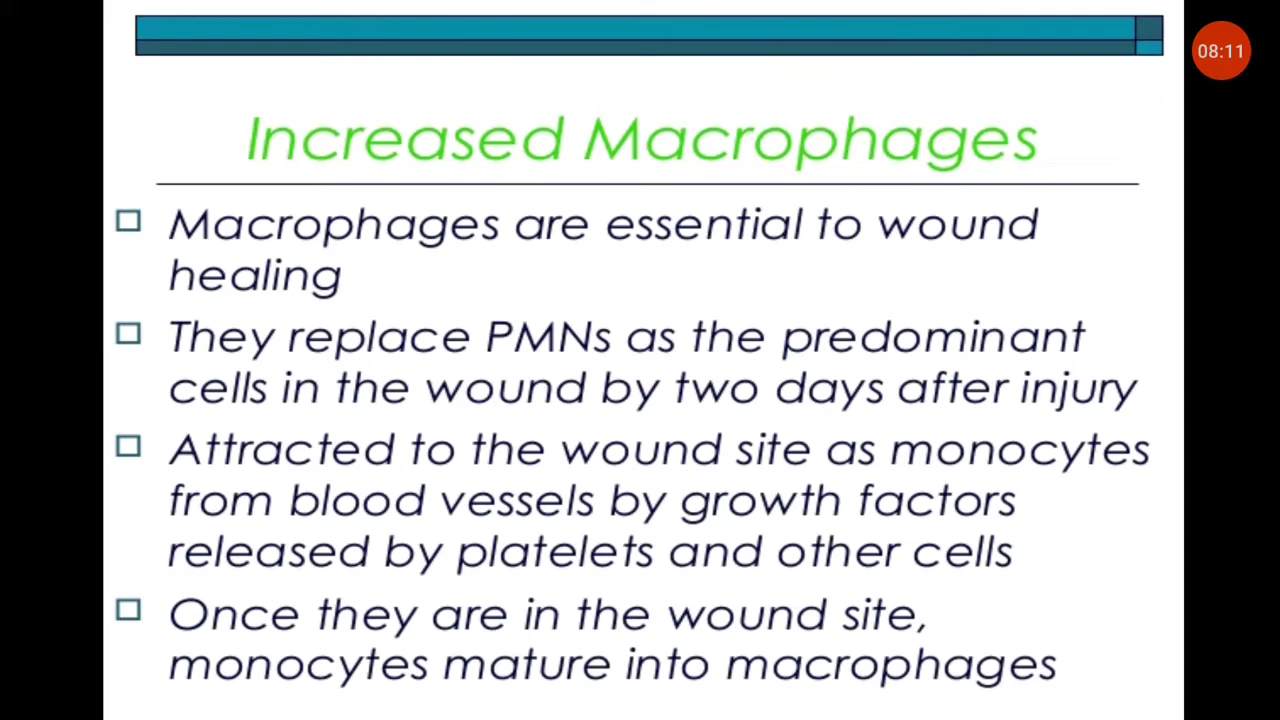 08:11
Increased Macrophages
Macrophages are essential to wound
healing
They replace PMNs as the predominant
cells in the wound by two days after injury
Attracted to the wound site as monocytes
from blood vessels by growth factors
released by platelets and other cells
Once they are in the wound site,
monocytes mature into macrophages